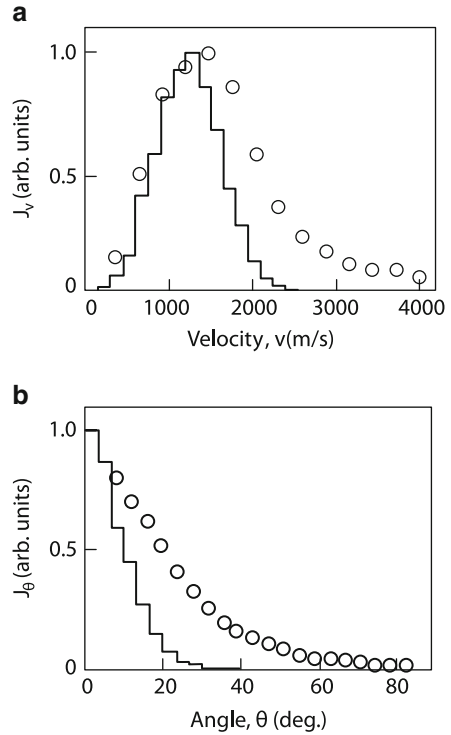 a
J_v (arb. units)
1.0
0.5
0
1000
2000
3000
4000
Velocity, v(m/s)
b
J_θ (arb. units)
1.0
0.5
0
0
20
40
60
80
Angle, θ (deg.)